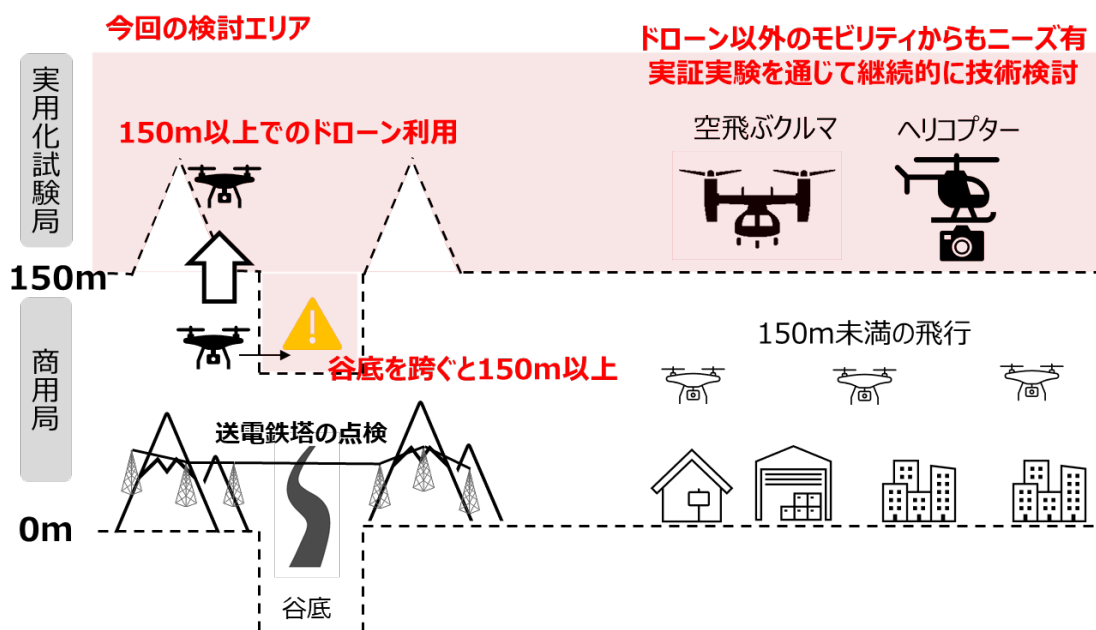 今回の検討エリア
ドローン以外のモビリティからもニーズ有
実証実験を通じて継続的に技術検討
実用化試験局
150m以上でのドローン利用
空飛ぶクルマ
ヘリコプター
150m
商用局
150m未満の飛行
谷底を跨ぐと150m以上
送電鉄塔の点検
0m
谷底